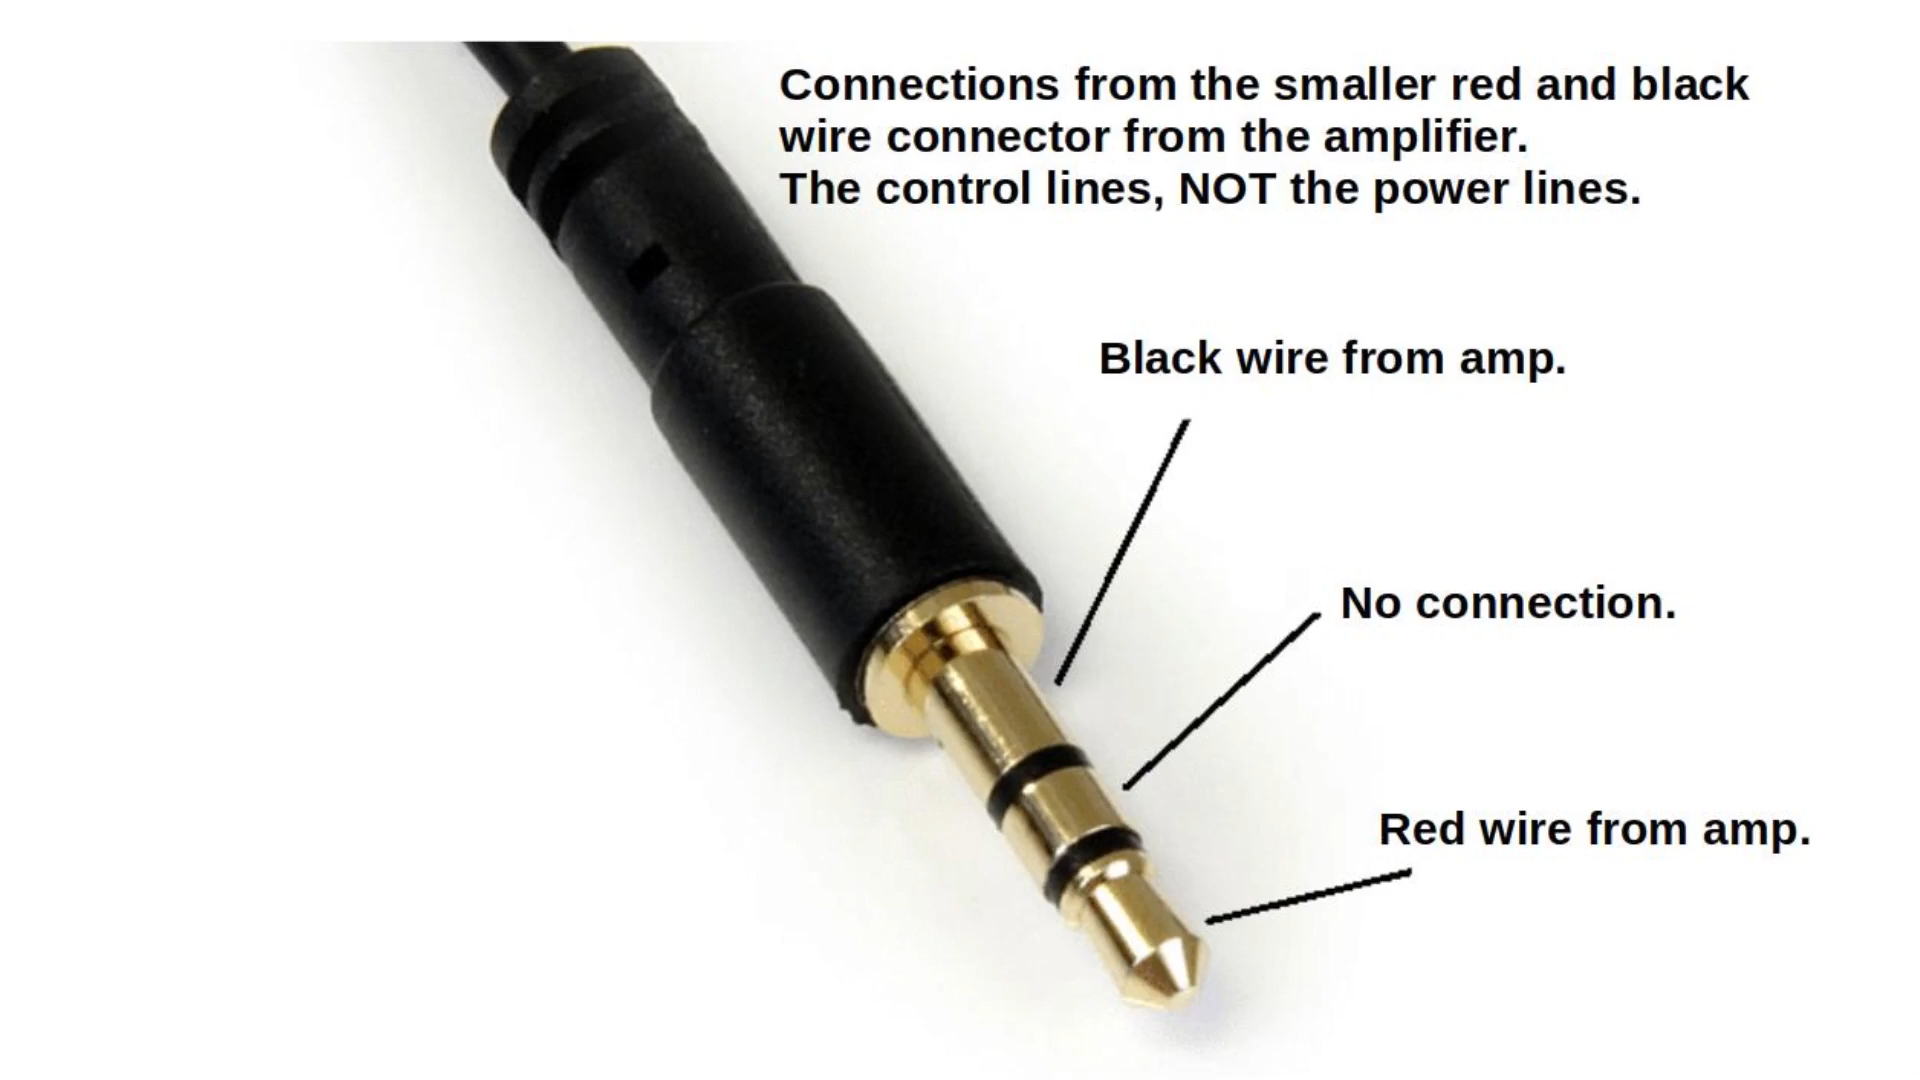 Connections from the smaller red and black
wire connector from the amplifier.
The control lines, NOT the power lines.
Black wire from amp.
No connection.
Red wire from amp.